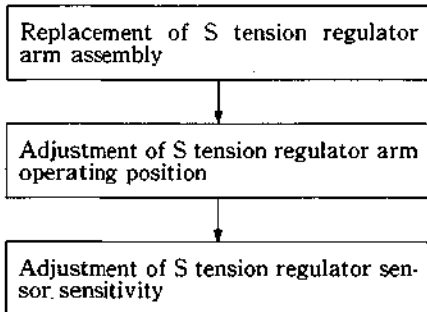 Replacement of S tension regulator
arm assembly
Adjustment of S tension regulator arm
operating position
Adjustment of S tension regulator sen-
sor. sensitivity